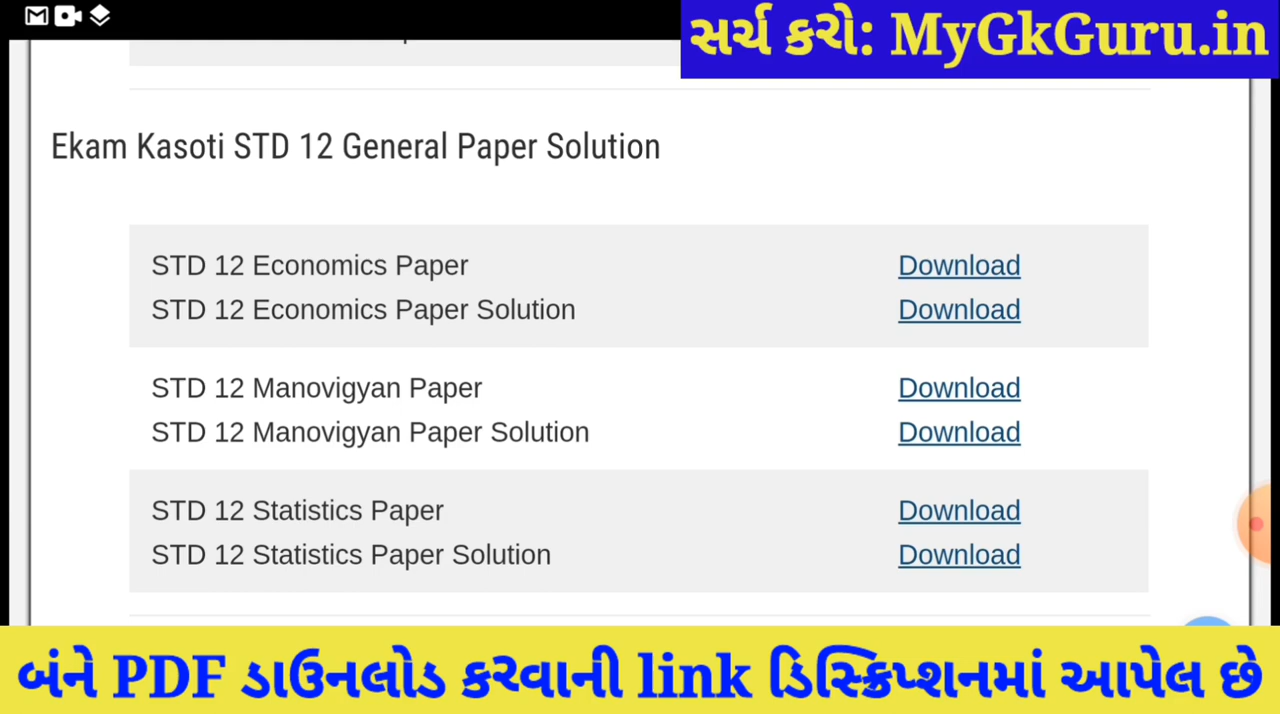 સર્ચ કરો: MyGkGuru.in
Ekam Kasoti STD 12 General Paper Solution
STD 12 Economics Paper Download
STD 12 Economics Paper Solution Download
STD 12 Manovigyan Paper Download
STD 12 Manovigyan Paper Solution Download
STD 12 Statistics Paper Download
STD 12 Statistics Paper Solution Download
બંને PDF ડાઉનલોડ કરવાની link ડિસ્ક્રિપ્શનમાં આપેલ છે